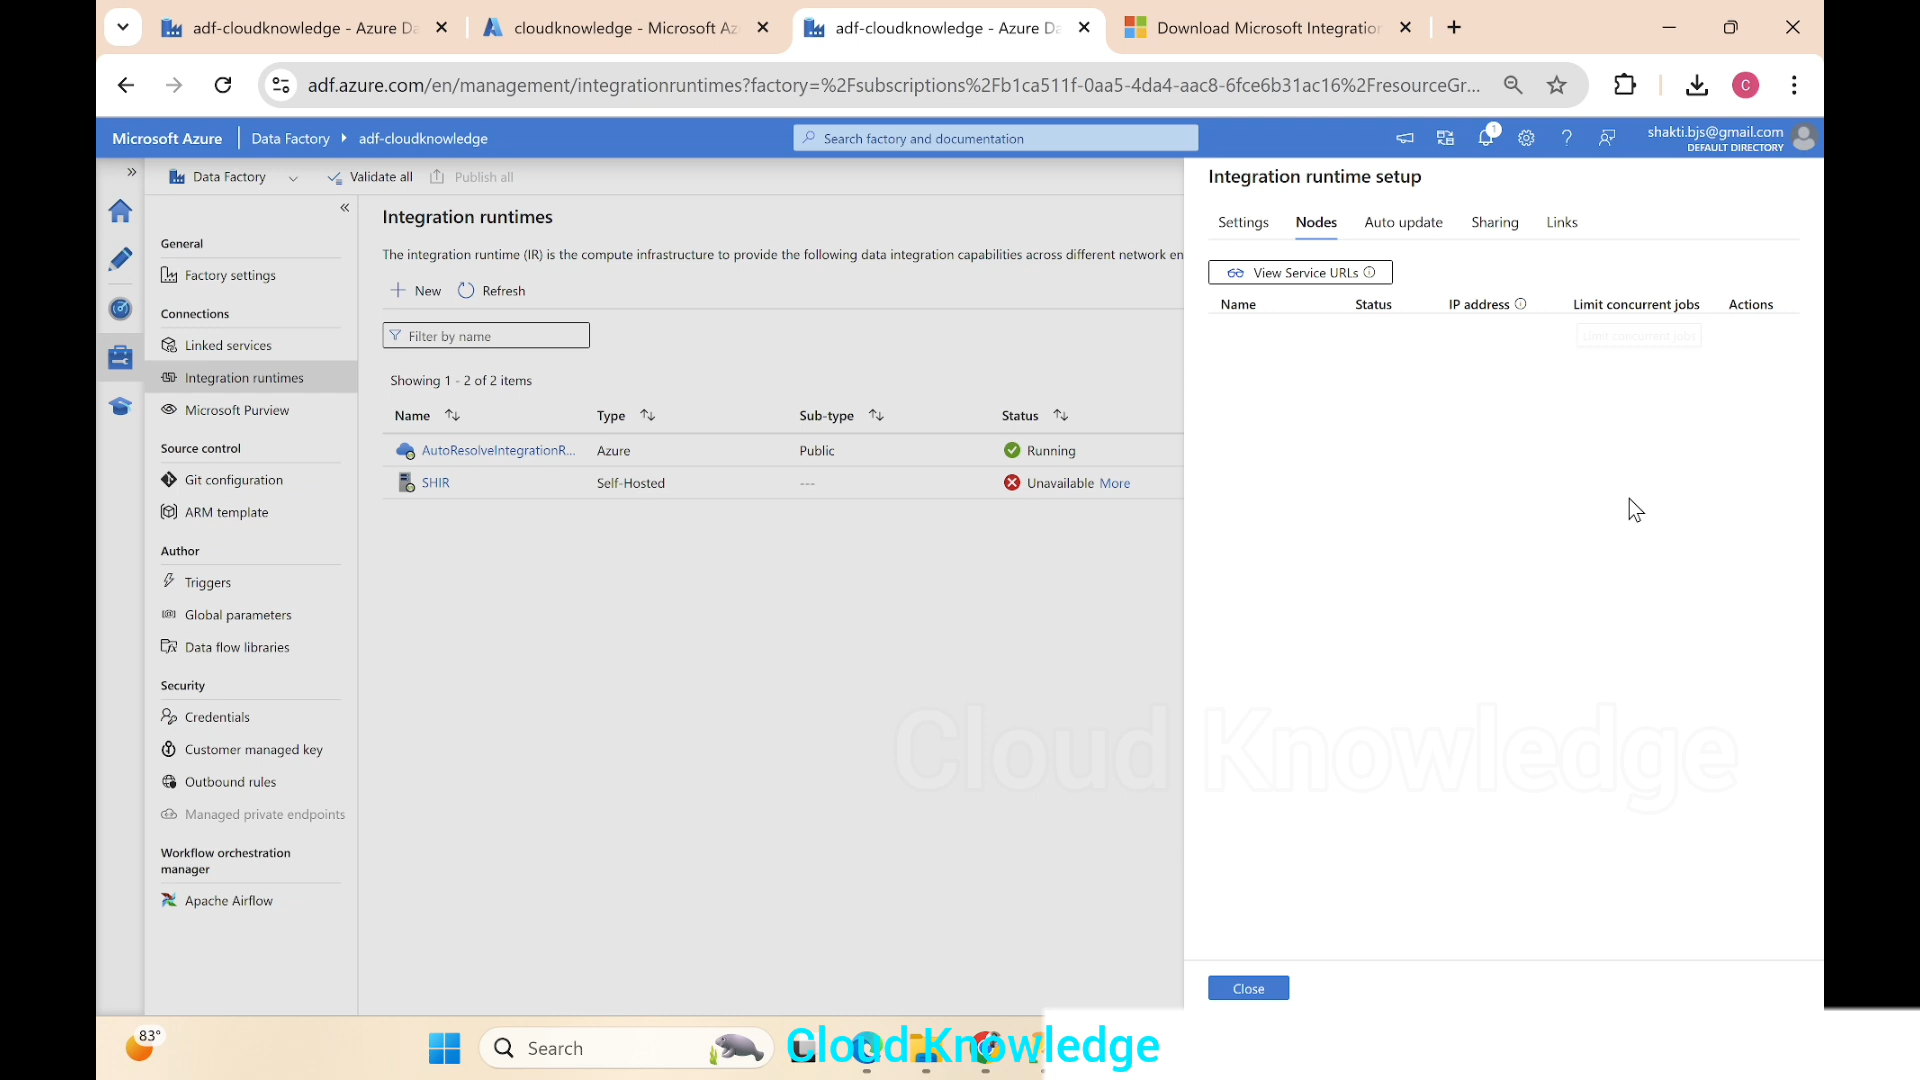 adf-cloudknowledge - Azure Da
cloudknowledge - Microsoft Az
adf-cloudknowledge - Azure Da
Download Microsoft Integration
adf.azure.com/en/management/integrationruntimes?factory=%2Fsubscriptions%2Fb1ca511f-0aa5-4da4-aac8-6fce6b31ac16%2FresourceGr...
C
Microsoft Azure
Data Factory
adf-cloudknowledge
Search factory and documentation
1
shakti.bjs@gmail.com
DEFAULT DIRECTORY
Data Factory
Validate all
Publish all
General
Factory settings
Connections
Linked services
Integration runtimes
Microsoft Purview
Source control
Git configuration
ARM template
Author
Triggers
Global parameters
Data flow libraries
Security
Credentials
Customer managed key
Outbound rules
Managed private endpoints
Workflow orchestration
manager
Apache Airflow
Integration runtimes
The integration runtime (IR) is the compute infrastructure to provide the following data integration capabilities across different network en
New
Refresh
Filter by name
Showing 1 - 2 of 2 items
Name Type Sub-type Status
AutoResolveIntegrationR... Azure Public Running
SHIR Self-Hosted --- Unavailable More
Integration runtime setup
Settings Nodes Auto update Sharing Links
View Service URLs
Name Status IP address Limit concurrent jobs Actions
Limit concurrent jobs
Close
Cloud Knowledge
83°
Search
Cloud Knowledge